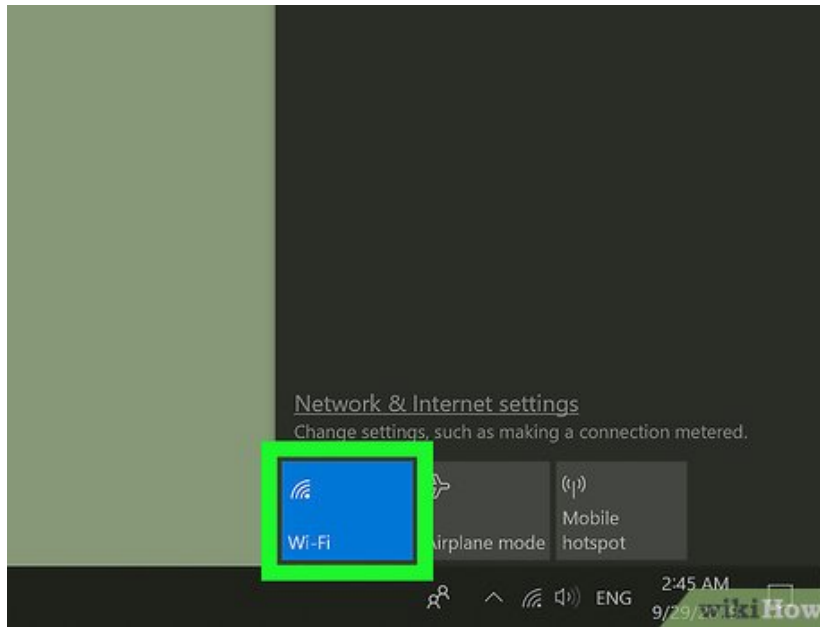 Network & Internet settings
Change settings, such as making a connection metered.
Wi-Fi
Airplane mode
Mobile
hotspot
ENG
2:45 AM
wikiHow